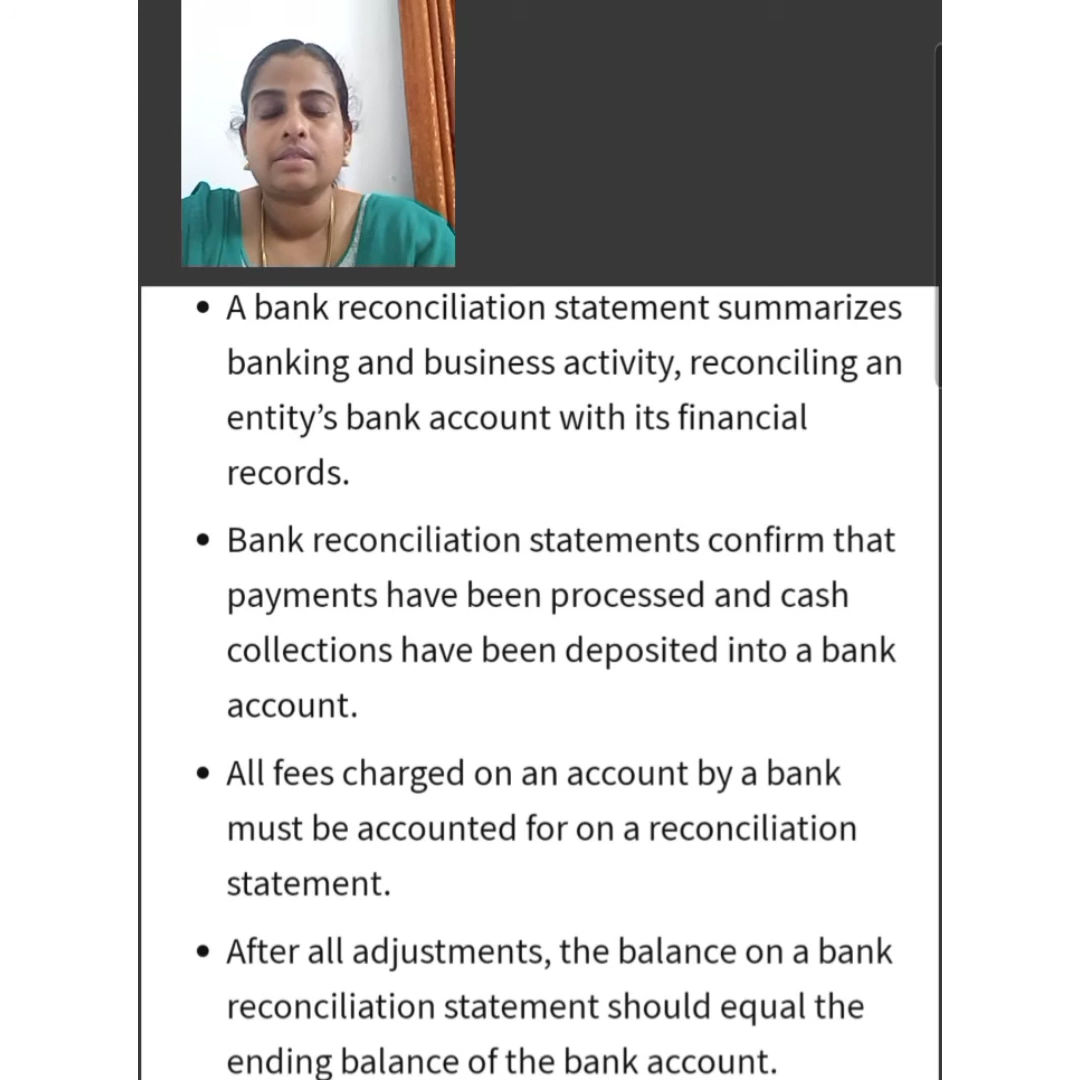 • A bank reconciliation statement summarizes
banking and business activity, reconciling an
entity’s bank account with its financial
records.
• Bank reconciliation statements confirm that
payments have been processed and cash
collections have been deposited into a bank
account.
• All fees charged on an account by a bank
must be accounted for on a reconciliation
statement.
• After all adjustments, the balance on a bank
reconciliation statement should equal the
ending balance of the bank account.